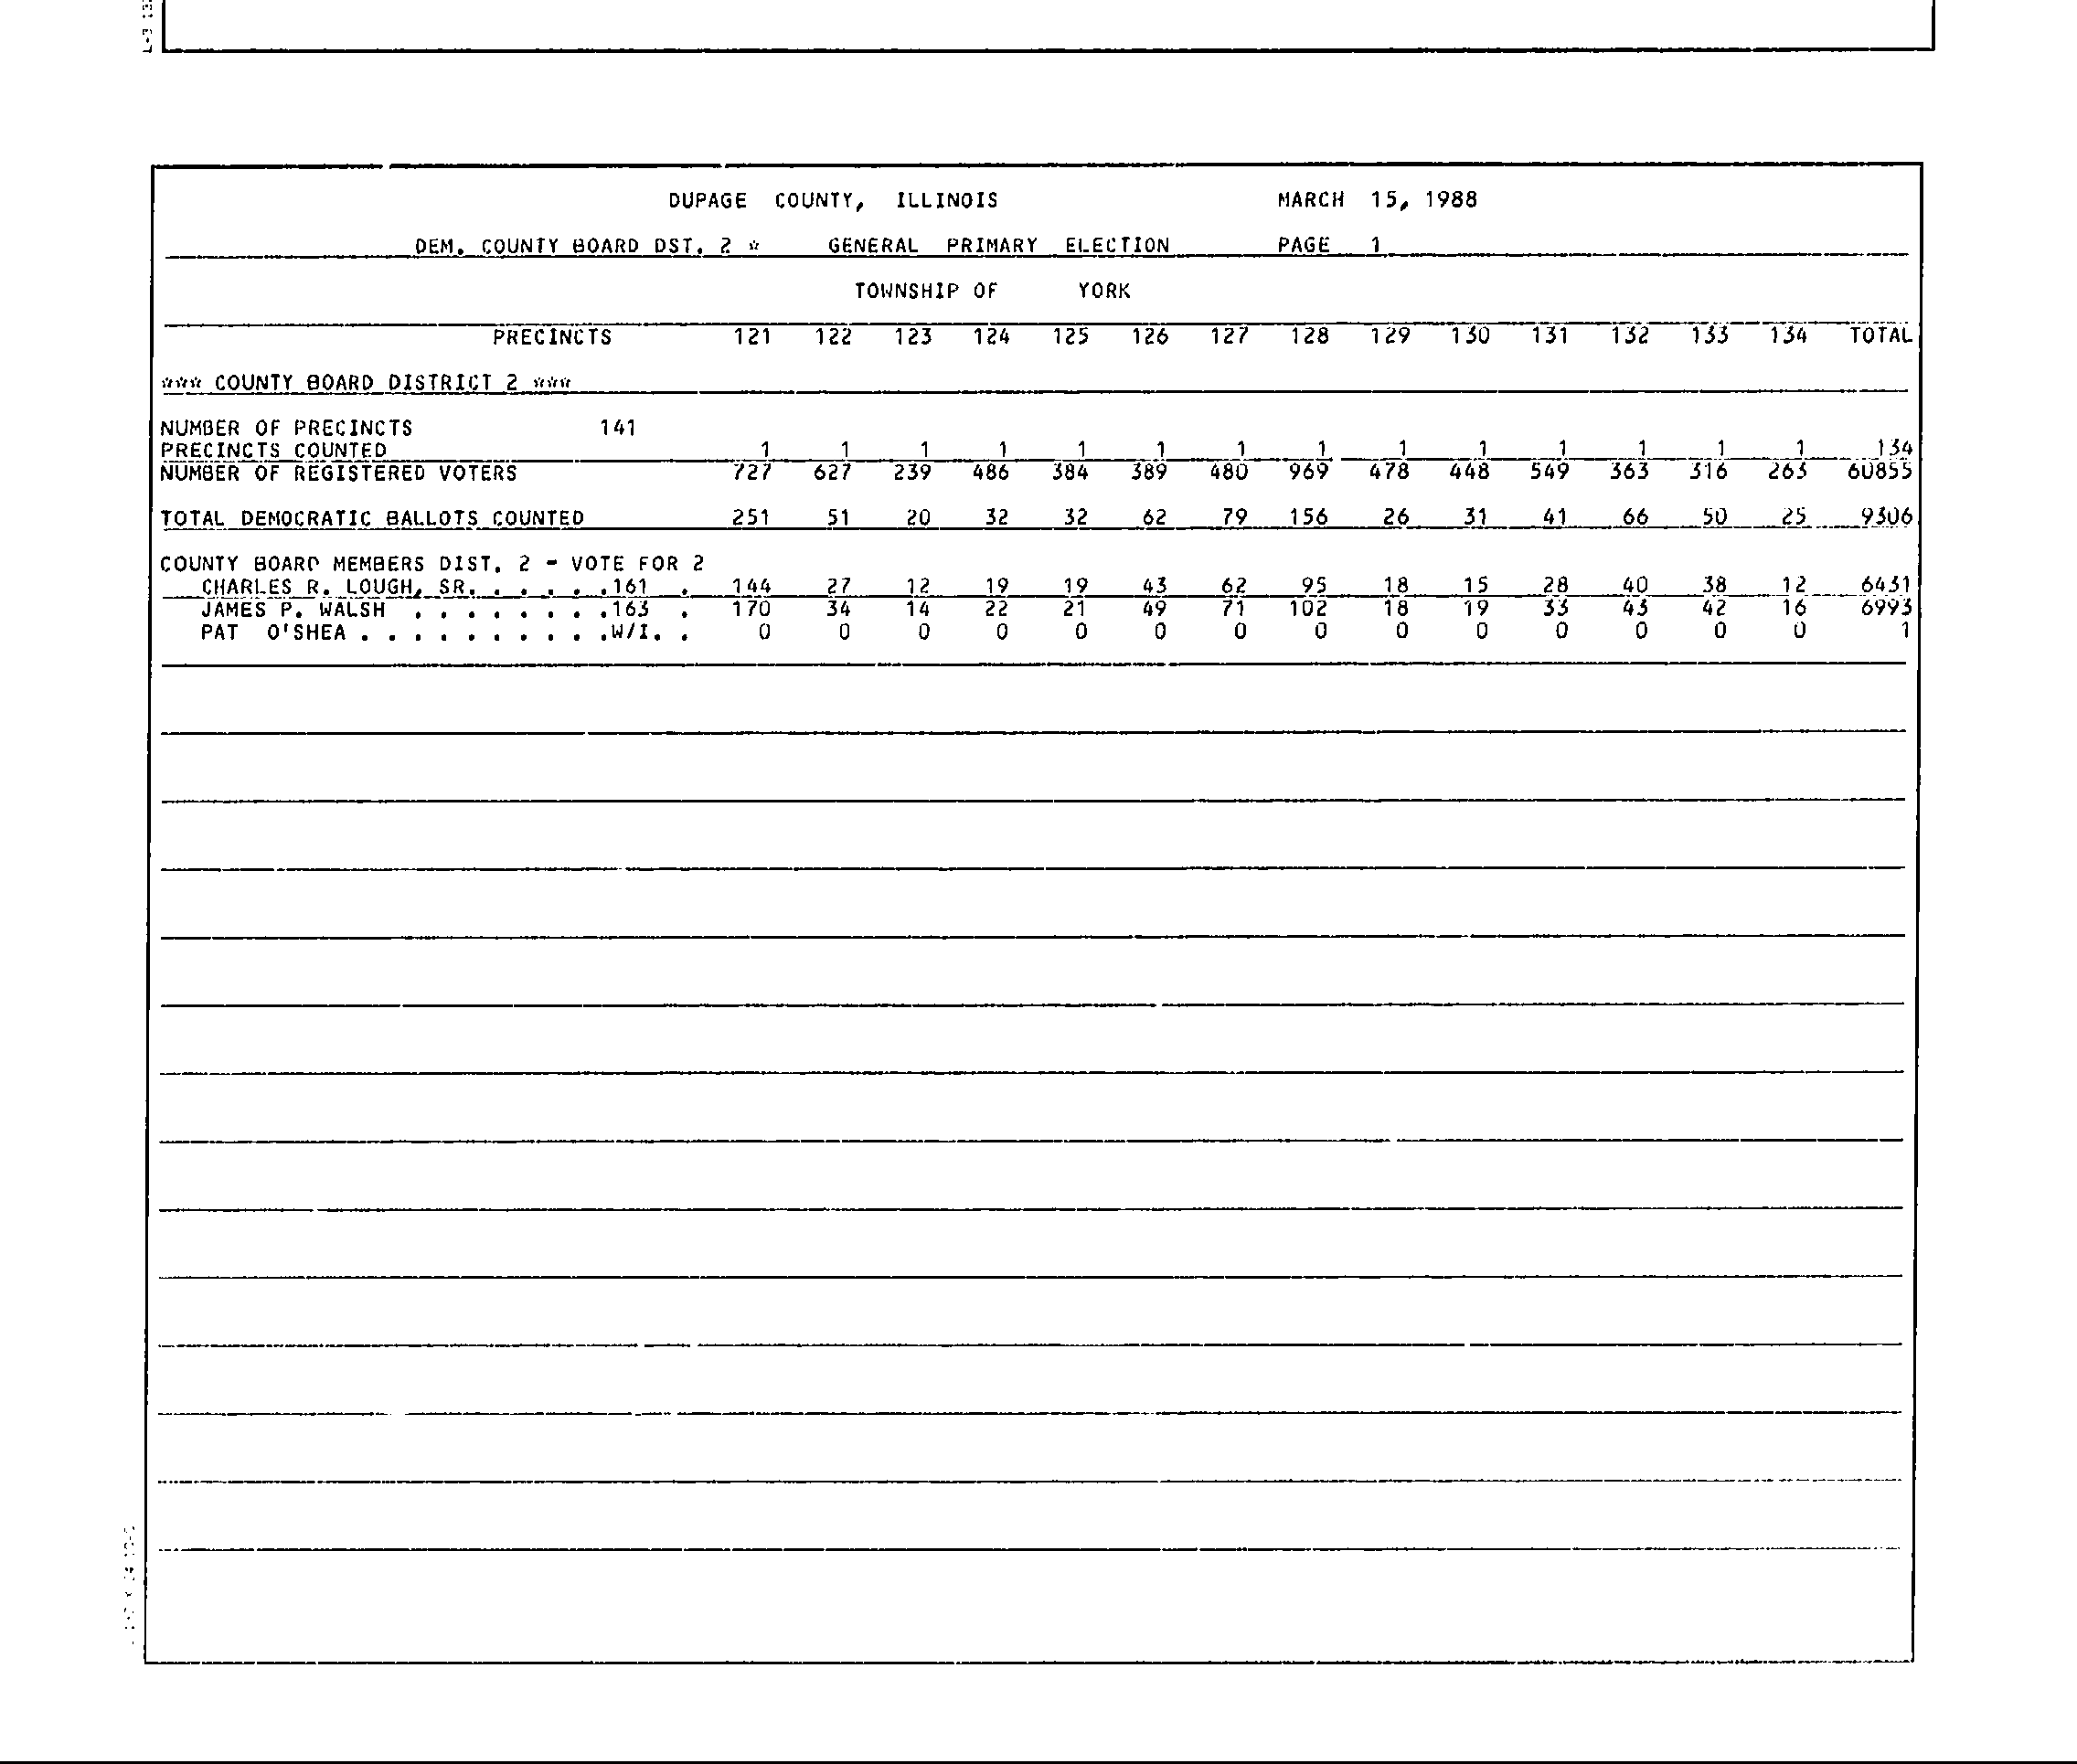 DUPAGE COUNTY, ILLINOIS MARCH 15, 1988
DEM. COUNTY BOARD DST. 2 * GENERAL PRIMARY ELECTION PAGE 1
TOWNSHIP OF YORK
PRECINCTS 121 122 123 124 125 126 127 128 129 130 131 132 133 134 TOTAL
*** COUNTY BOARD DISTRICT 2 ***
NUMBER OF PRECINCTS 141
PRECINCTS COUNTED 1 1 1 1 1 1 1 1 1 1 1 1 1 1 134
NUMBER OF REGISTERED VOTERS 727 627 239 486 384 389 480 969 478 448 549 363 316 263 60855
TOTAL DEMOCRATIC BALLOTS COUNTED 251 51 20 32 32 62 79 156 26 31 41 66 50 25 9306
COUNTY BOARD MEMBERS DIST. 2 - VOTE FOR 2
CHARLES R. LOUGH, SR. . . . . .161 . 144 27 12 19 19 43 62 95 18 15 28 40 38 12 6431
JAMES P. WALSH . . . . . . . .163 . 170 34 14 22 21 49 71 102 18 19 33 43 42 16 6993
PAT O'SHEA . . . . . . . . . .W/I. . 0 0 0 0 0 0 0 0 0 0 0 0 0 0 1